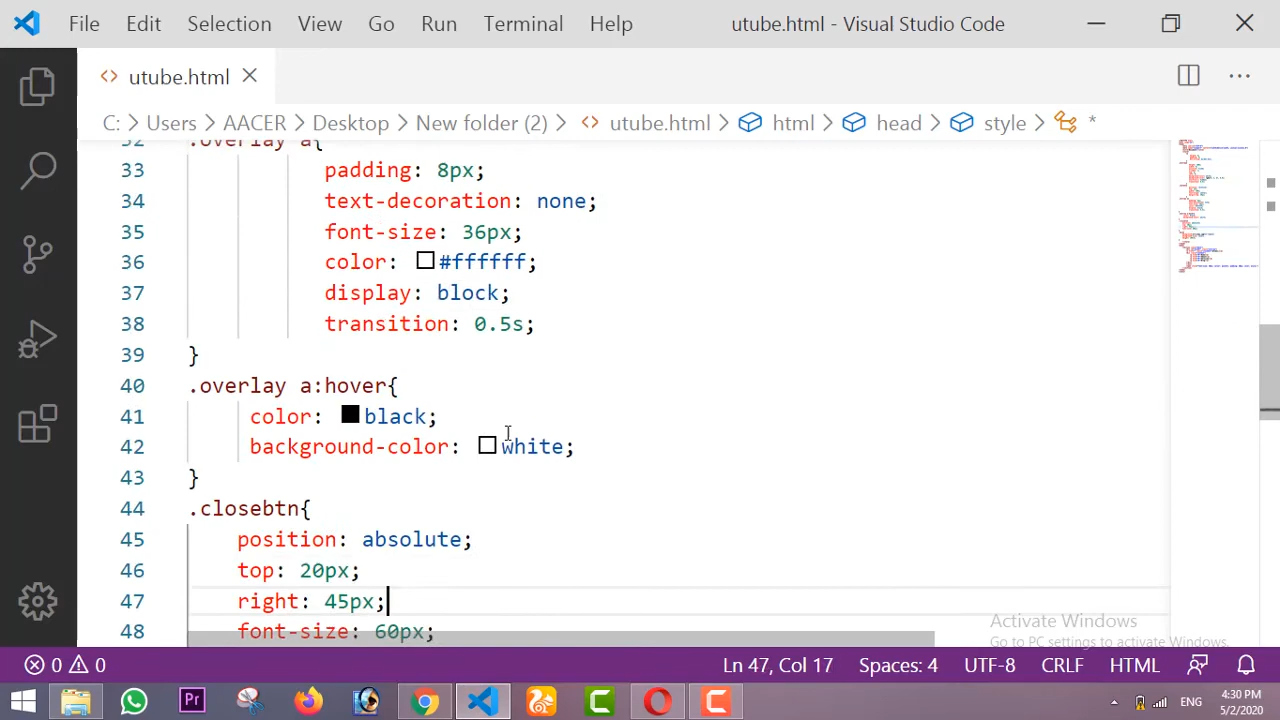 File Edit Selection View Go Run Terminal Help utube.html - Visual Studio Code
utube.html
C: > Users > AACER > Desktop > New folder (2) > utube.html > html > head > style > *
32 .overlay a{
33 padding: 8px;
34 text-decoration: none;
35 font-size: 36px;
36 color: #ffffff;
37 display: block;
38 transition: 0.5s;
39 }
40 .overlay a:hover{
41 color: black;
42 background-color: white;
43 }
44 .closebtn{
45 position: absolute;
46 top: 20px;
47 right: 45px;
48 font-size: 60px;
Activate Windows
Go to PC settings to activate Windows.
0 0 Ln 47, Col 17 Spaces: 4 UTF-8 CRLF HTML
Pr C C ENG 4:30 PM
5/2/2020